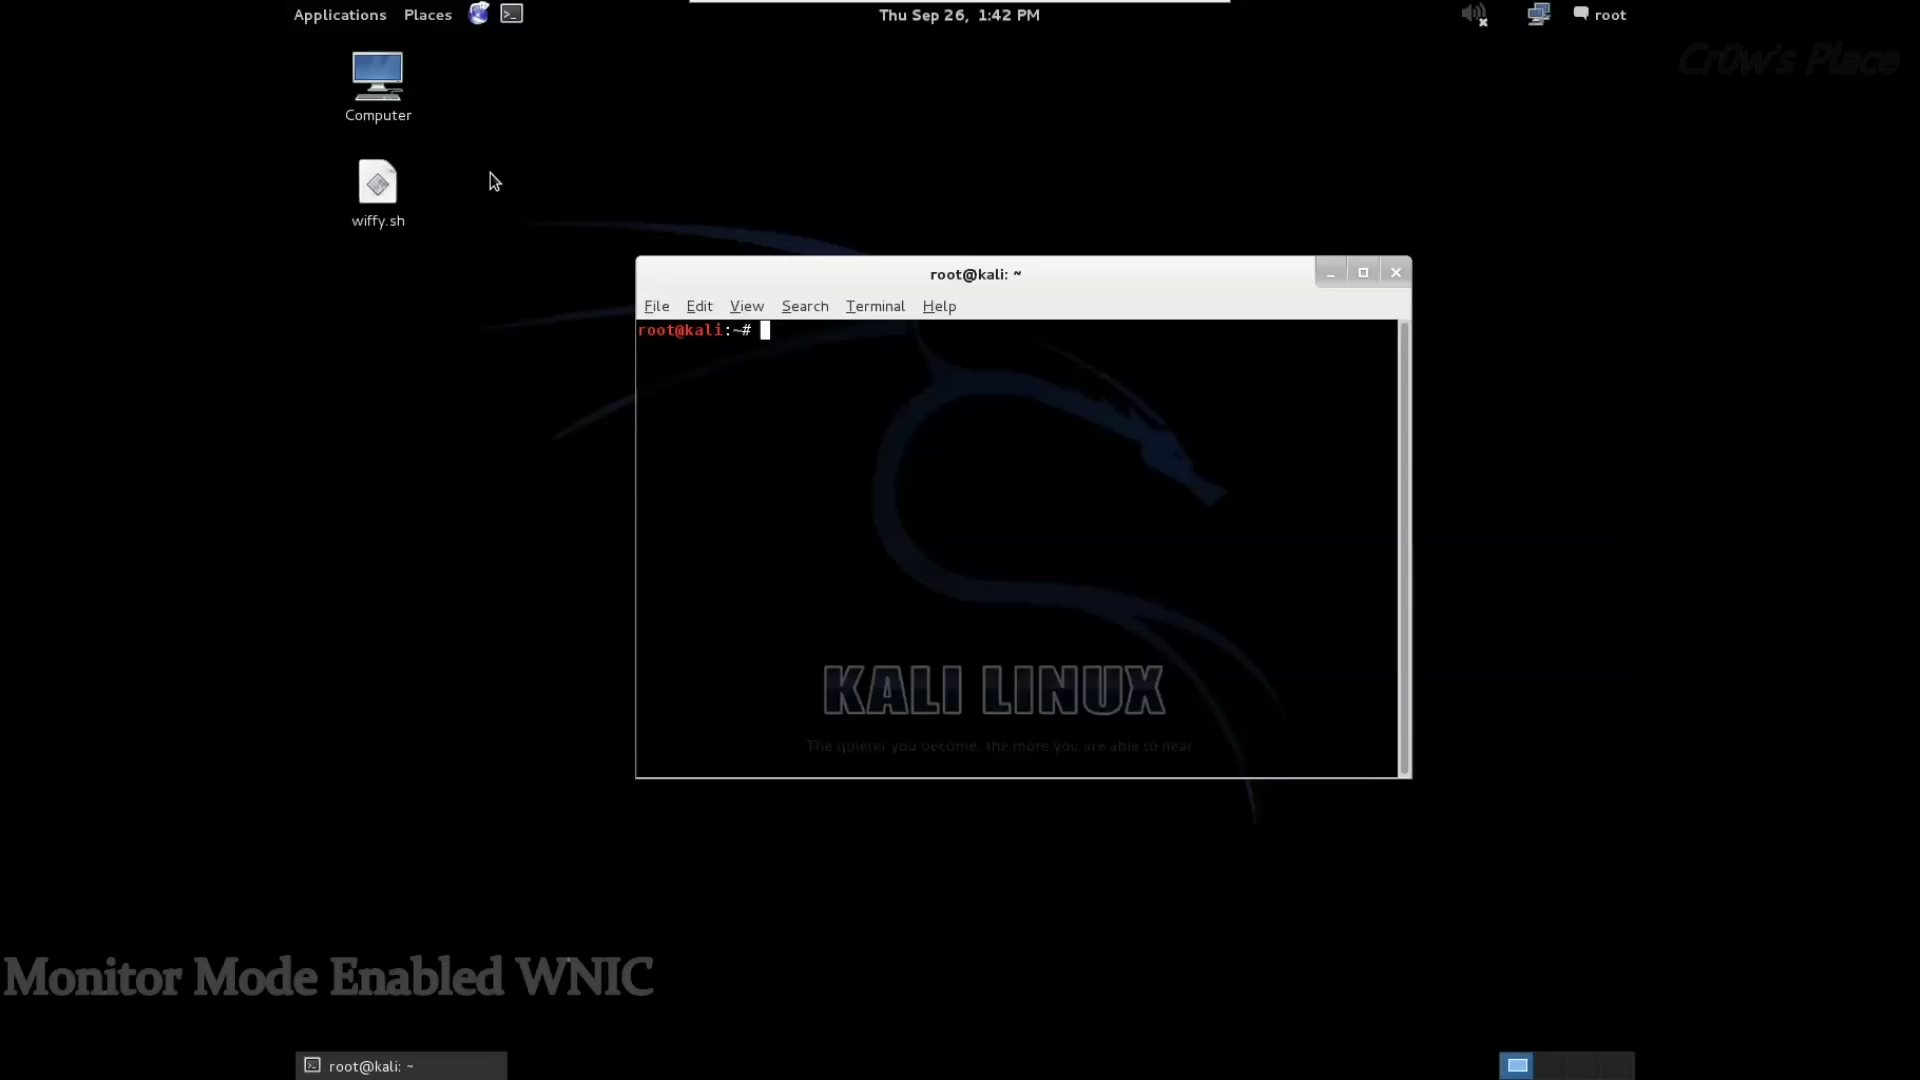 Applications Places
Thu Sep 26, 1:42 PM
root
Cr0w's Place
Computer
wiffy.sh
root@kali: ~
File Edit View Search Terminal Help
root@kali:~#
KALI LINUX
The quieter you become, the more you are able to hear
Monitor Mode Enabled WNIC
root@kali: ~